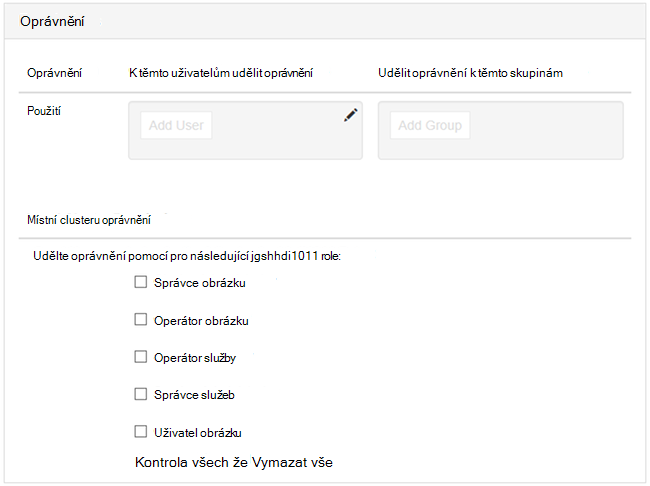 Oprávnění
Oprávnění K těmto uživatelům udělit oprávnění Udělit oprávnění k těmto skupinám
Použití Add User Add Group
Místní clusteru oprávnění
Udělte oprávnění pomocí pro následující jgshhdi1011 role:
Správce obrázku
Operátor obrázku
Operátor služby
Správce služeb
Uživatel obrázku
Kontrola všech že Vymazat vše